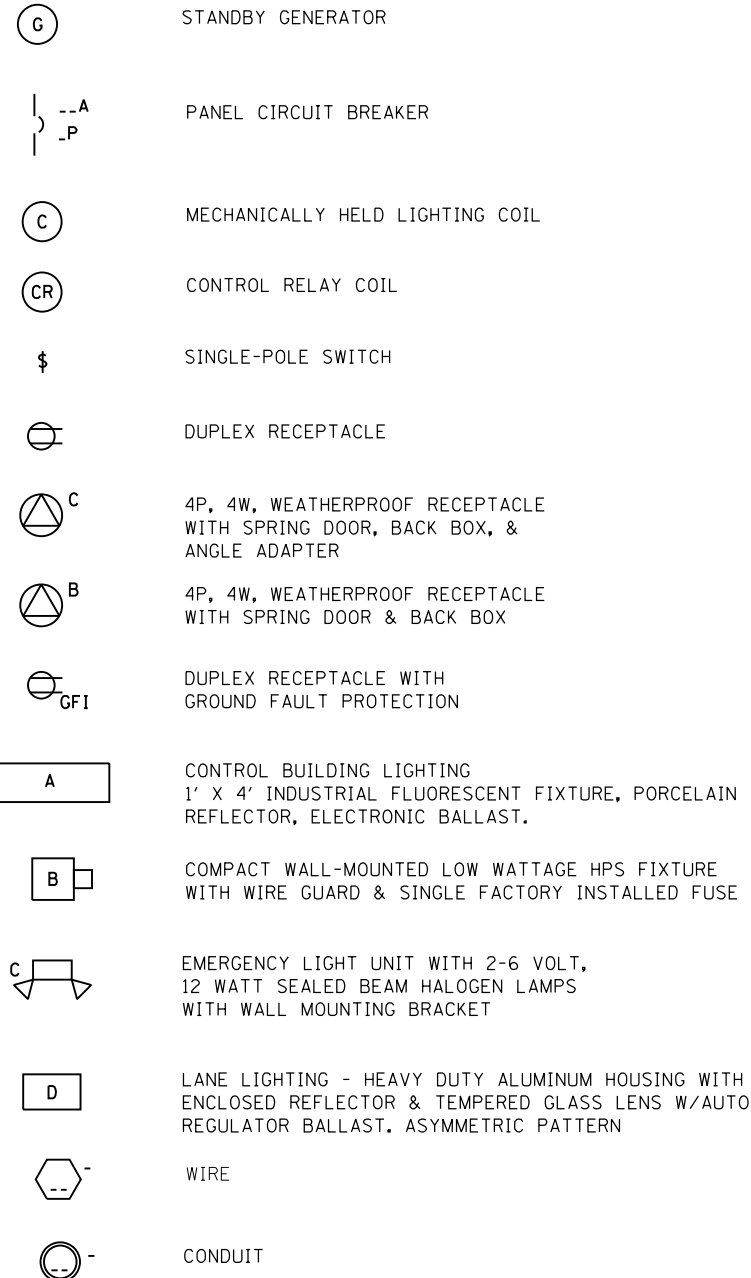 G STANDBY GENERATOR
--A
-P
PANEL CIRCUIT BREAKER
C MECHANICALLY HELD LIGHTING COIL
CR CONTROL RELAY COIL
$ SINGLE-POLE SWITCH
DUPLEX RECEPTACLE
C 4P, 4W, WEATHERPROOF RECEPTACLE
WITH SPRING DOOR, BACK BOX, &
ANGLE ADAPTER
B 4P, 4W, WEATHERPROOF RECEPTACLE
WITH SPRING DOOR & BACK BOX
DUPLEX RECEPTACLE WITH
GFI GROUND FAULT PROTECTION
CONTROL BUILDING LIGHTING
A 1' X 4' INDUSTRIAL FLUORESCENT FIXTURE, PORCELAIN
REFLECTOR, ELECTRONIC BALLAST.
COMPACT WALL-MOUNTED LOW WATTAGE HPS FIXTURE
B WITH WIRE GUARD & SINGLE FACTORY INSTALLED FUSE
C EMERGENCY LIGHT UNIT WITH 2-6 VOLT,
12 WATT SEALED BEAM HALOGEN LAMPS
WITH WALL MOUNTING BRACKET
LANE LIGHTING - HEAVY DUTY ALUMINUM HOUSING WITH
D ENCLOSED REFLECTOR & TEMPERED GLASS LENS W/AUTO
REGULATOR BALLAST. ASYMMETRIC PATTERN
-- - WIRE
-- - CONDUIT